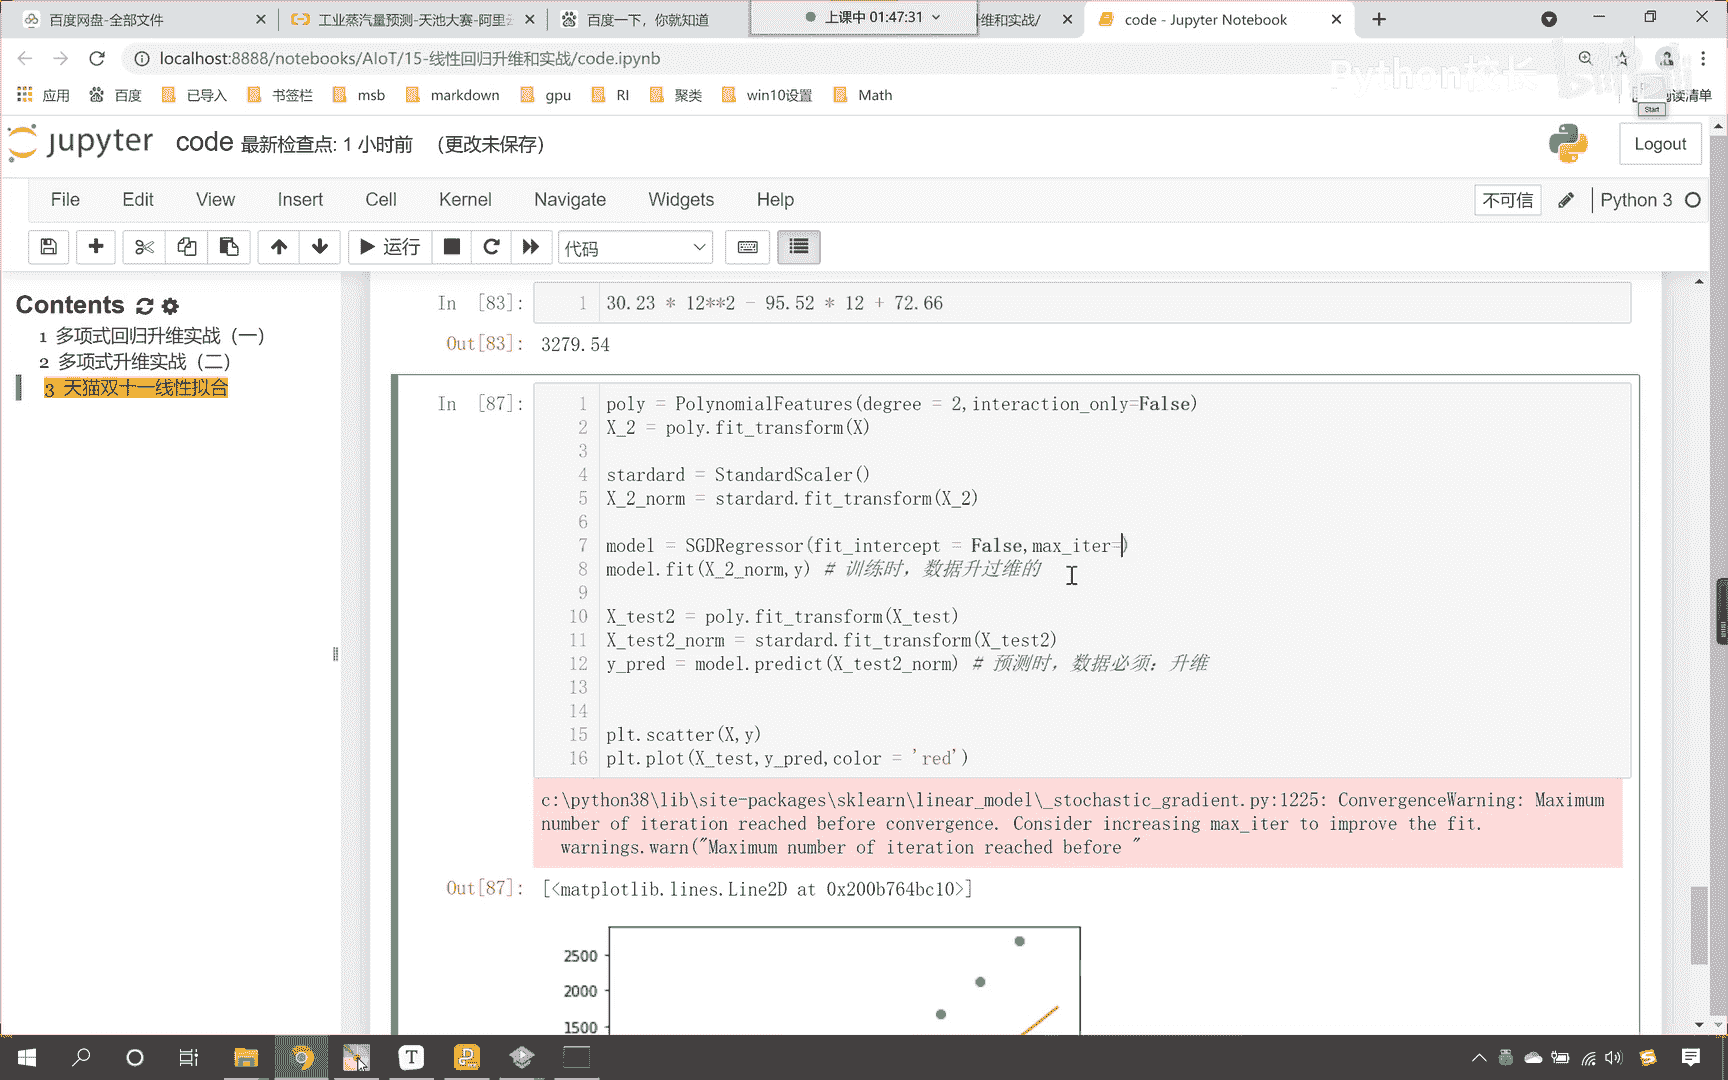 百度网盘-全部文件
工业蒸汽量预测-天池大赛-阿里云
百度一下，你就知道
上课中 01:47:31
维和实战/
code - Jupyter Notebook
localhost:8888/notebooks/AIoT/15-线性回归升维和实战/code.ipynb
应用 百度 已导入 书签栏 msb markdown gpu RI 聚类 win10设置 Math 阅读清单
Start
jupyter code 最新检查点: 1 小时前 (更改未保存) Logout
File Edit View Insert Cell Kernel Navigate Widgets Help 不可信 Python 3
运行 代码
Contents
1 多项式回归升维实战（一）
2 多项式升维实战（二）
3 天猫双十一线性拟合
In [83]: 1 30.23 * 12**2 - 95.52 * 12 + 72.66
Out[83]: 3279.54
In [87]:
1 poly = PolynomialFeatures(degree = 2,interaction_only=False)
2 X_2 = poly.fit_transform(X)
3
4 stardard = StandardScaler()
5 X_2_norm = stardard.fit_transform(X_2)
6
7 model = SGDRegressor(fit_intercept = False,max_iter=)
8 model.fit(X_2_norm,y) # 训练时，数据升过维的
9
10 X_test2 = poly.fit_transform(X_test)
11 X_test2_norm = stardard.fit_transform(X_test2)
12 y_pred = model.predict(X_test2_norm) # 预测时，数据必须：升维
13
14
15 plt.scatter(X,y)
16 plt.plot(X_test,y_pred,color = 'red')
c:\python38\lib\site-packages\sklearn\linear_model\_stochastic_gradient.py:1225: ConvergenceWarning: Maximum
number of iteration reached before convergence. Consider increasing max_iter to improve the fit.
warnings.warn("Maximum number of iteration reached before "
Out[87]: [<matplotlib.lines.Line2D at 0x200b764bc10>]
2500
2000
1500